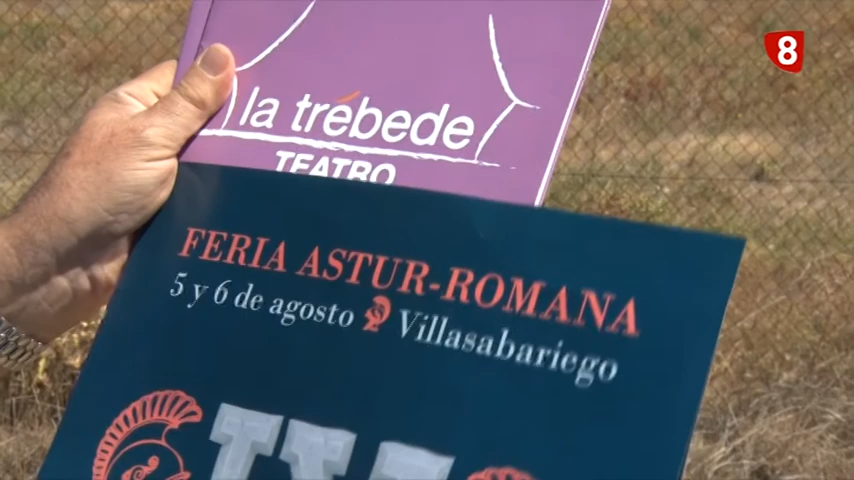 8
la trébede
TEATRO
FERIA ASTUR-ROMANA
5 y 6 de agosto Villasabariego